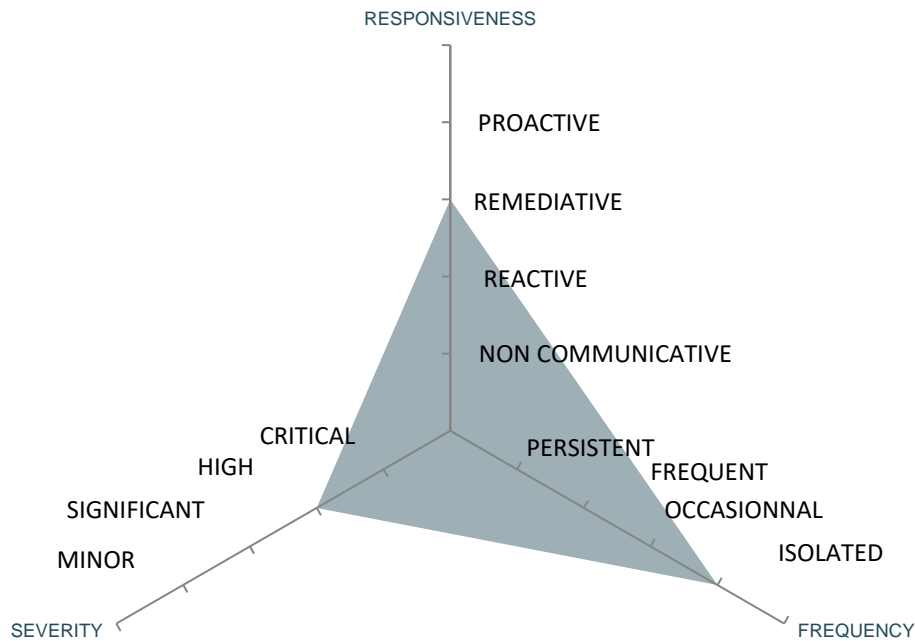 RESPONSIVENESS
PROACTIVE
REMEDIATIVE
REACTIVE
NON COMMUNICATIVE
CRITICAL
PERSISTENT
HIGH
FREQUENT
SIGNIFICANT
OCCASIONNAL
MINOR
ISOLATED
SEVERITY
FREQUENCY